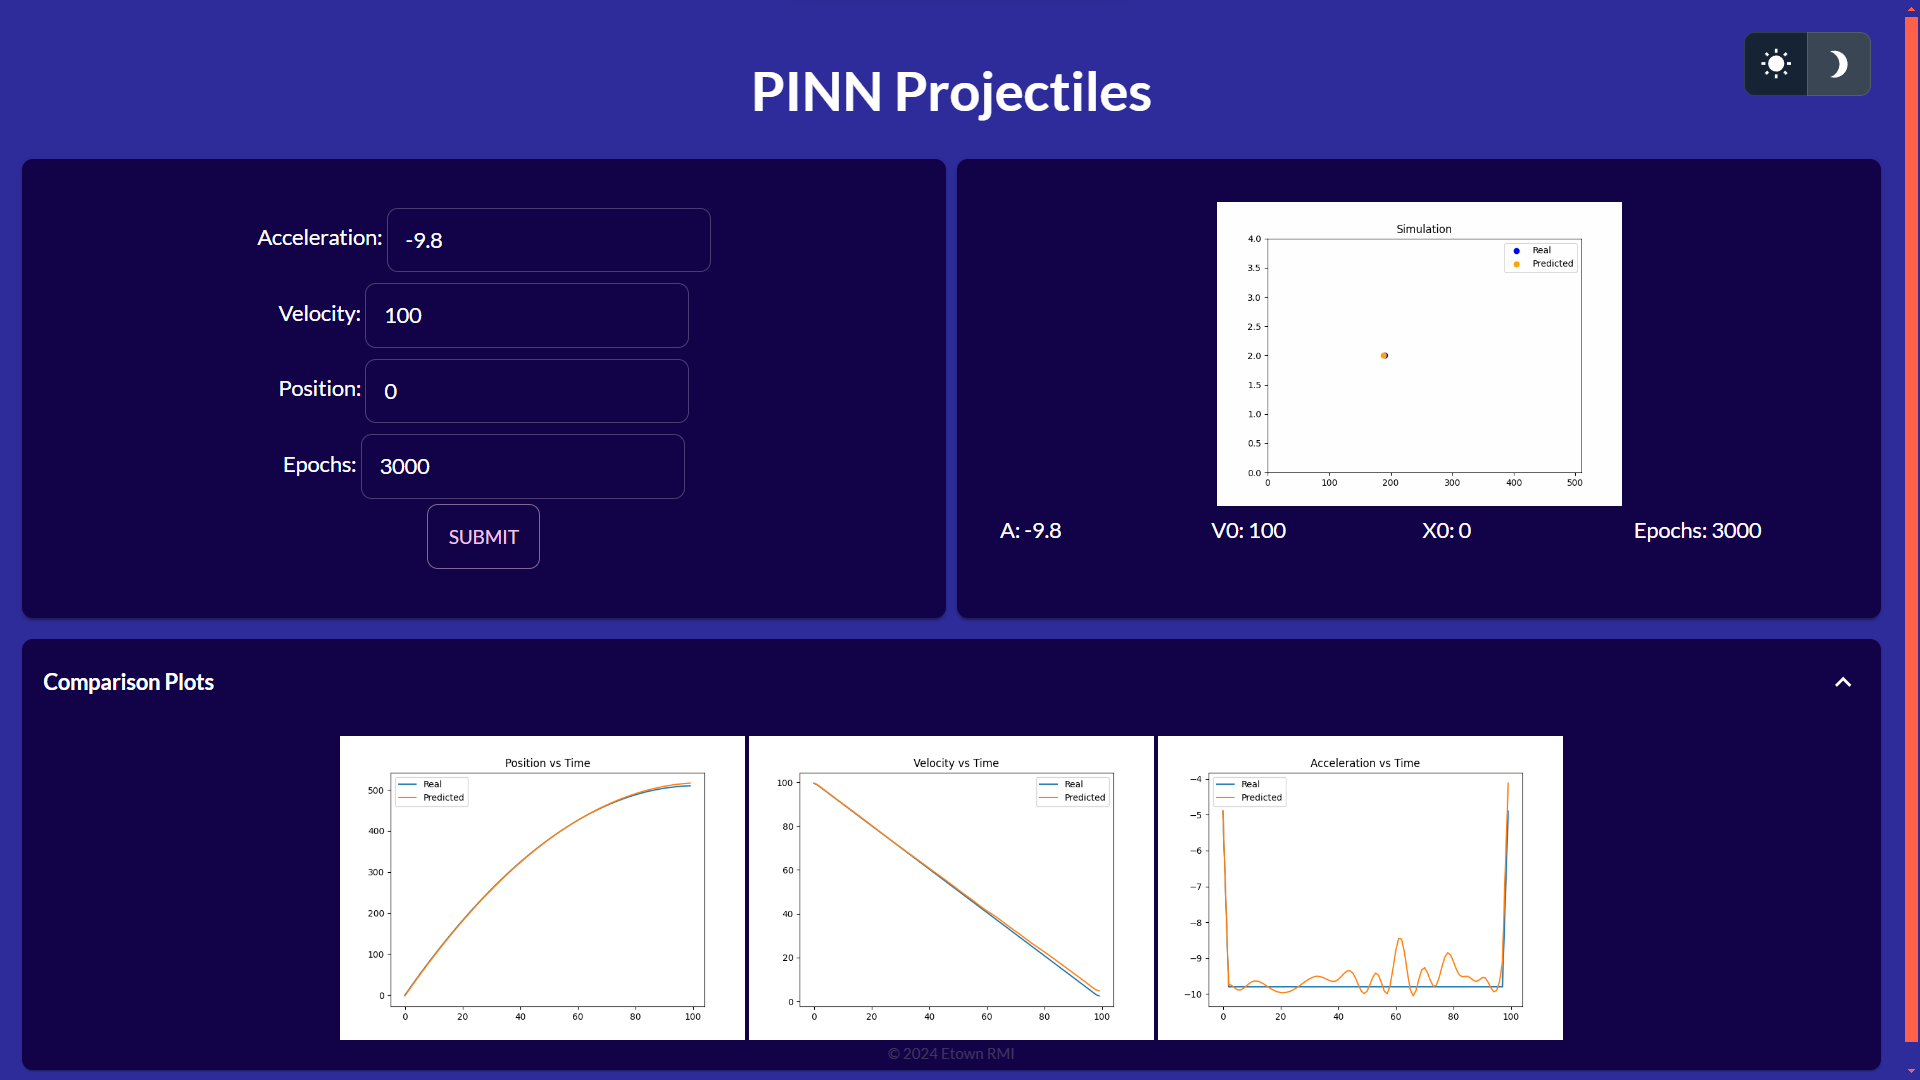 PINN Projectiles
Acceleration: -9.8
Velocity: 100
Position: 0
Epochs: 3000
SUBMIT
Simulation
Real
Predicted
4.0
3.5
3.0
2.5
2.0
1.5
1.0
0.5
0.0
0 100 200 300 400 500
A: -9.8 V0: 100 X0: 0 Epochs: 3000
Comparison Plots
Position vs Time
Real
Predicted
500
400
300
200
100
0
0 20 40 60 80 100
Velocity vs Time
Real
Predicted
100
80
60
40
20
0
0 20 40 60 80 100
Acceleration vs Time
Real
Predicted
−4
−5
−6
−7
−8
−9
−10
0 20 40 60 80 100
© 2024 Etown RMI